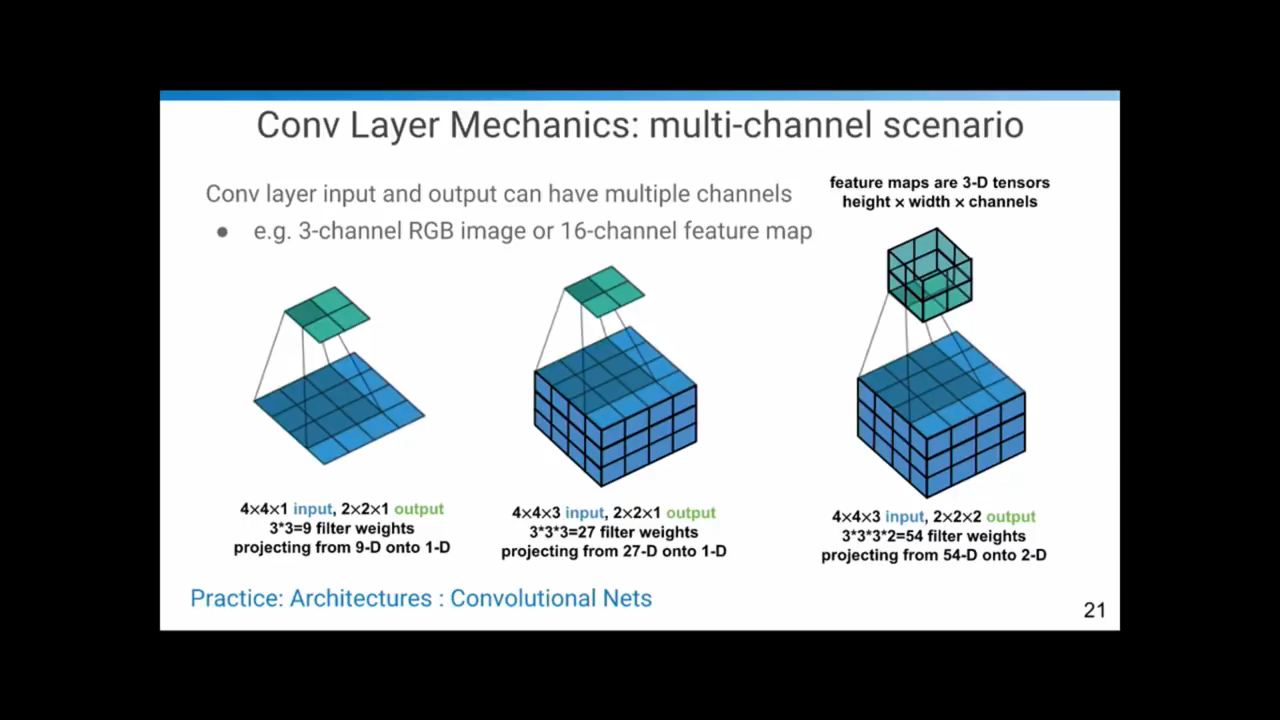 Conv Layer Mechanics: multi-channel scenario
Conv layer input and output can have multiple channels
● e.g. 3-channel RGB image or 16-channel feature map
feature maps are 3-D tensors
height × width × channels
4×4×1 input, 2×2×1 output
3*3=9 filter weights
projecting from 9-D onto 1-D
4×4×3 input, 2×2×1 output
3*3*3=27 filter weights
projecting from 27-D onto 1-D
4×4×3 input, 2×2×2 output
3*3*3*2=54 filter weights
projecting from 54-D onto 2-D
Practice: Architectures : Convolutional Nets
21